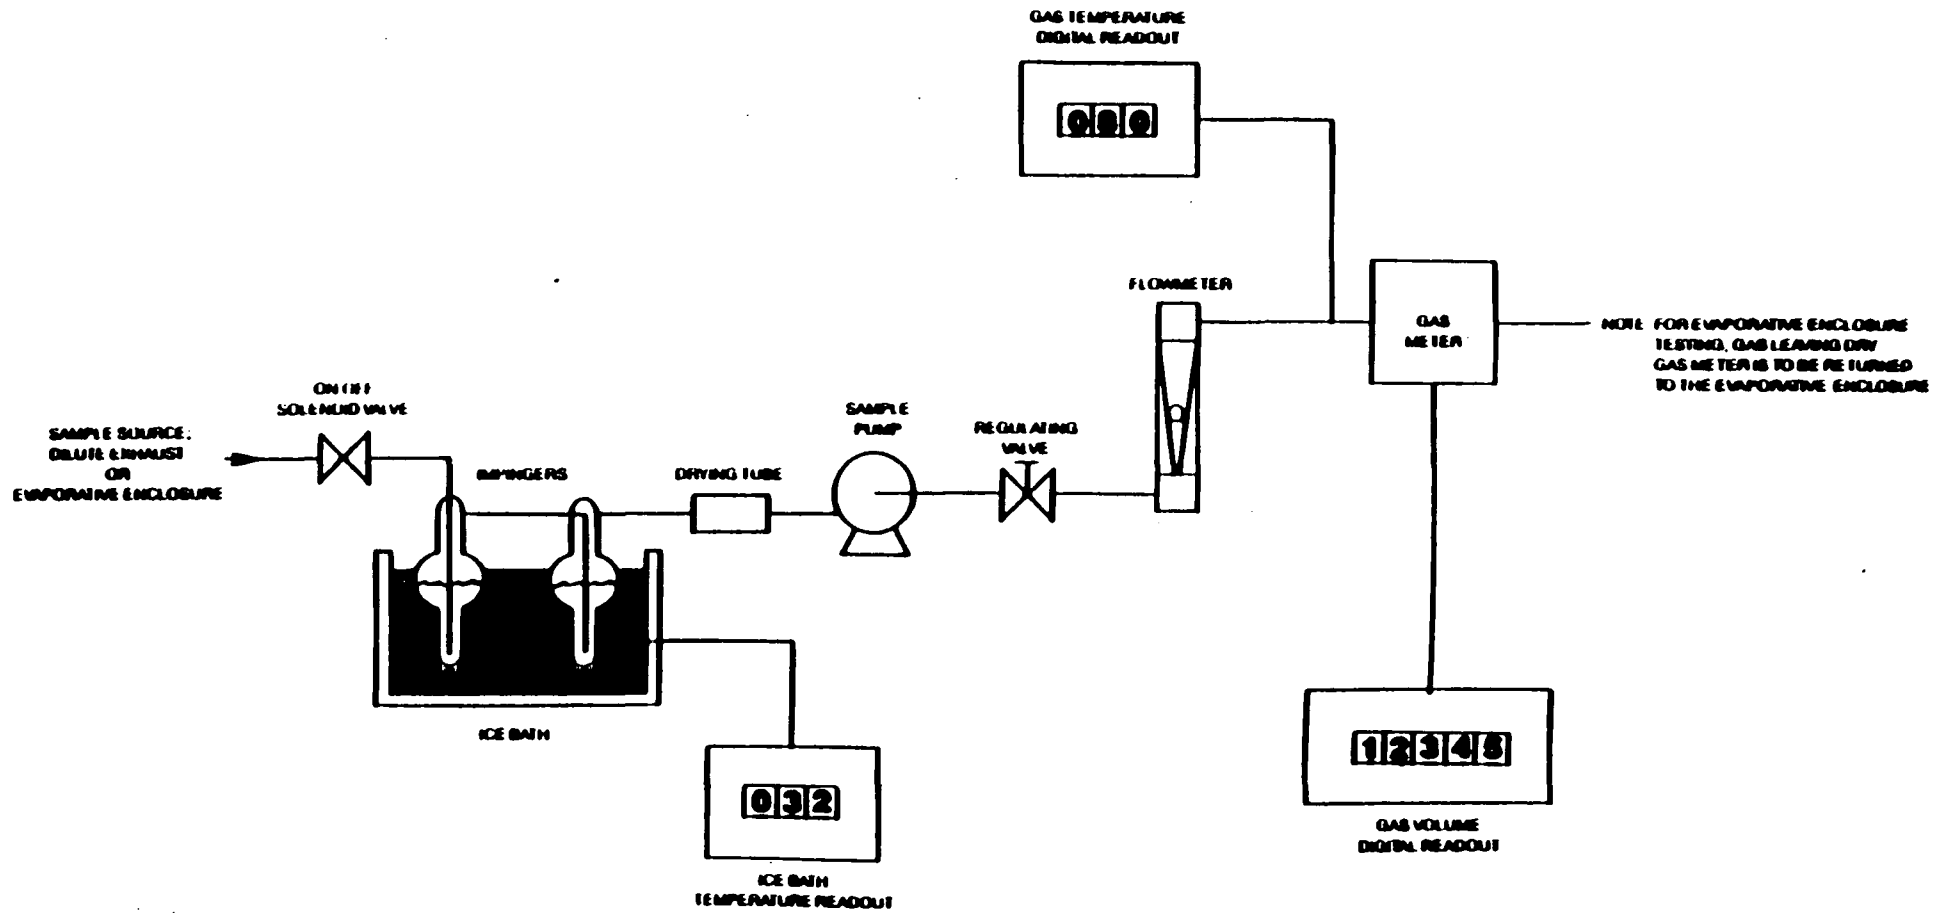 GAS TEMPERATURE
DIGITAL READOUT
080
FLOWMETER
GAS
METER
NOTE FOR EVAPORATIVE ENCLOSURE
TESTING, GAS LEAVING DRY
GAS METER IS TO BE RETURNED
TO THE EVAPORATIVE ENCLOSURE
ON OFF
SOLENOID VALVE
SAMPLE SOURCE:
DILUTE EXHAUST
OR
EVAPORATIVE ENCLOSURE
IMPINGERS
DRYING TUBE
SAMPLE
PUMP
REGULATING
VALVE
ICE BATH
032
ICE BATH
TEMPERATURE READOUT
12345
GAS VOLUME
DIGITAL READOUT